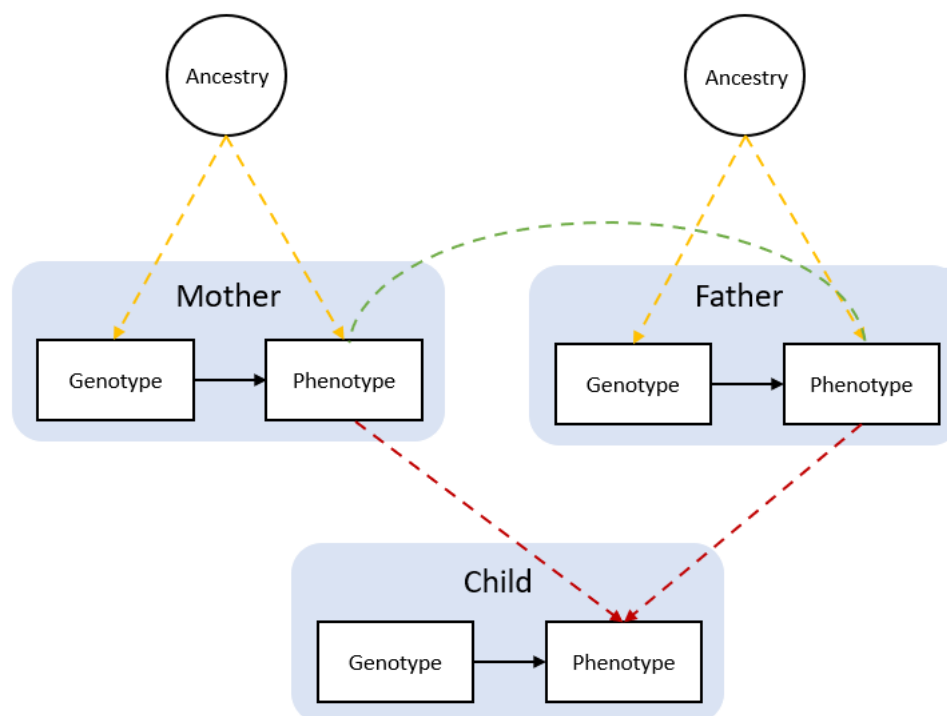 Ancestry
Ancestry
Mother
Father
Genotype
Phenotype
Genotype
Phenotype
Child
Genotype
Phenotype